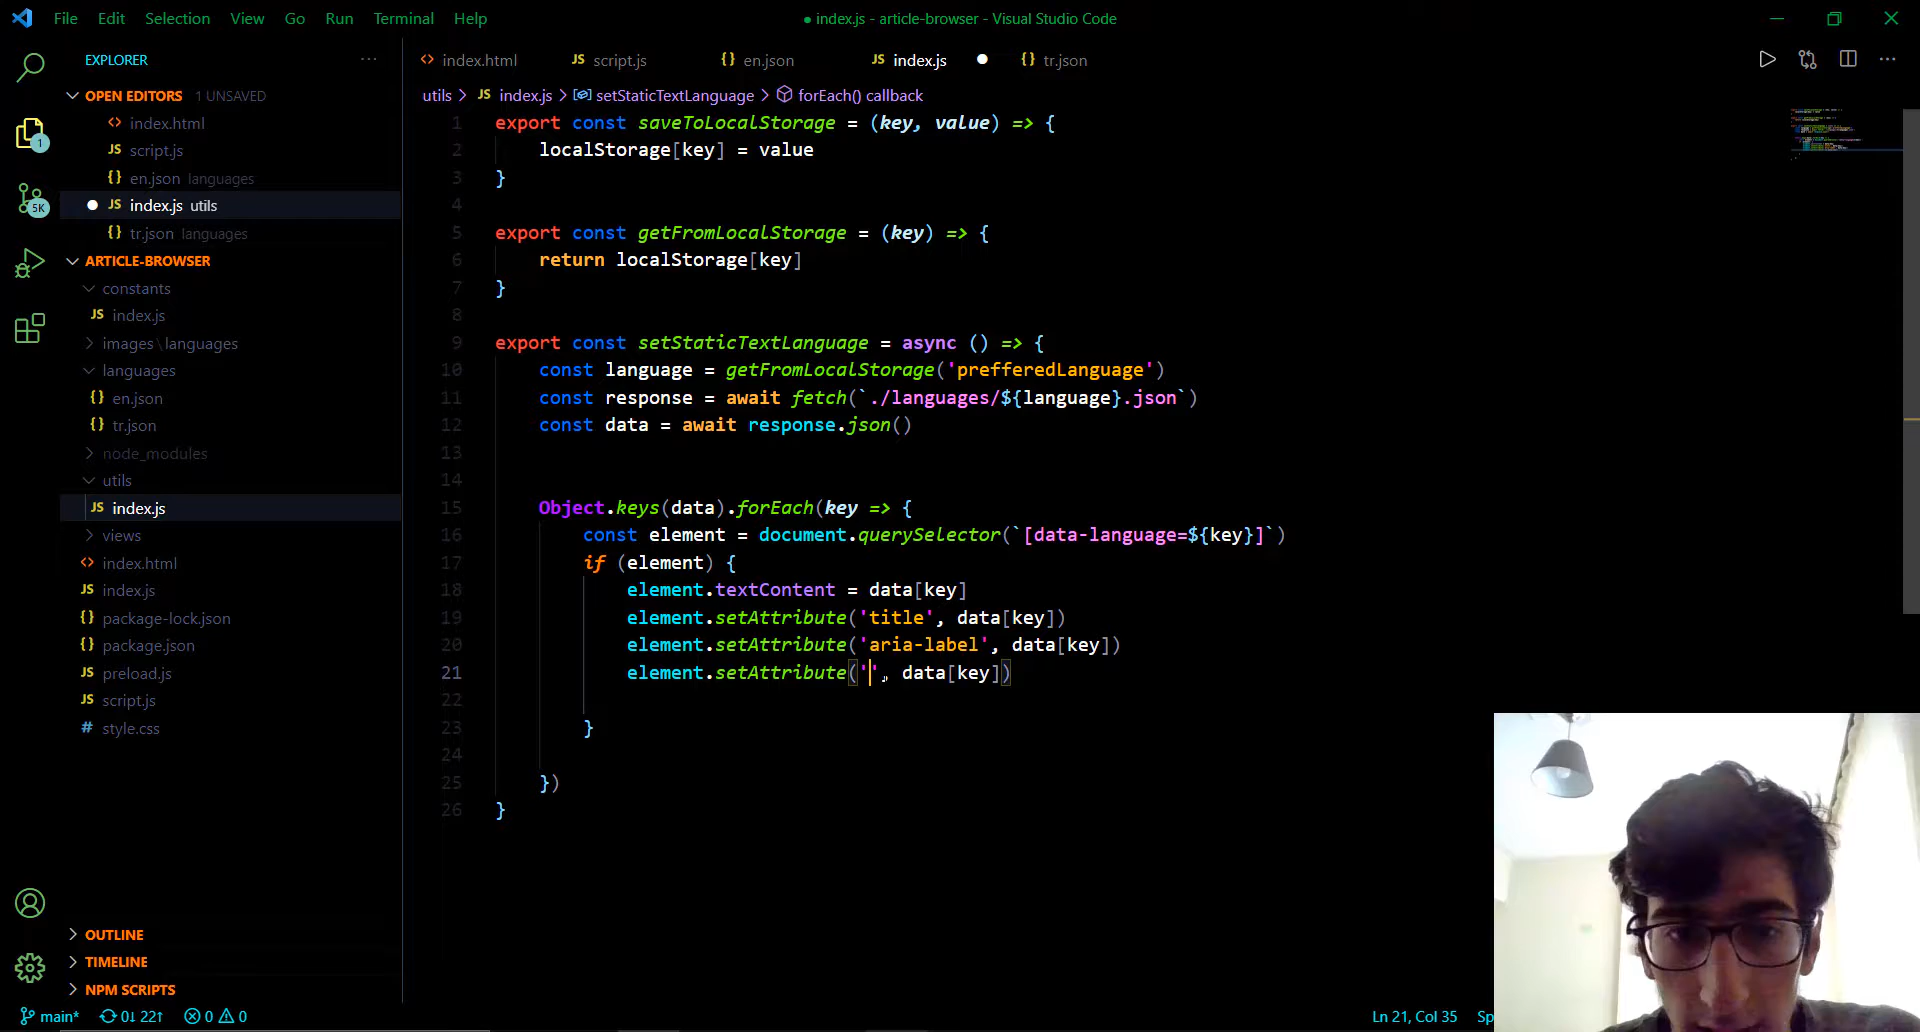 File Edit Selection View Go Run Terminal Help
● index.js - article-browser - Visual Studio Code
EXPLORER ···
OPEN EDITORS 1 UNSAVED
index.html
script.js
en.json languages
index.js utils
tr.json languages
ARTICLE-BROWSER
constants
index.js
images\languages
languages
en.json
tr.json
node_modules
utils
index.js
views
index.html
index.js
package-lock.json
package.json
preload.js
script.js
style.css
OUTLINE
TIMELINE
NPM SCRIPTS
1
5K
index.html script.js en.json index.js ● tr.json
utils > JS index.js > setStaticTextLanguage > forEach() callback
1 export const saveToLocalStorage = (key, value) => {
2 localStorage[key] = value
3 }
4
5 export const getFromLocalStorage = (key) => {
6 return localStorage[key]
7 }
8
9 export const setStaticTextLanguage = async () => {
10 const language = getFromLocalStorage('prefferedLanguage')
11 const response = await fetch(`./languages/${language}.json`)
12 const data = await response.json()
13
14
15 Object.keys(data).forEach(key => {
16 const element = document.querySelector(`[data-language=${key}]`)
17 if (element) {
18 element.textContent = data[key]
19 element.setAttribute('title', data[key])
20 element.setAttribute('aria-label', data[key])
21 element.setAttribute('', data[key])
22
23 }
24
25 })
26 }
main* 0↓ 22↑ 0 0
Ln 21, Col 35 Sp